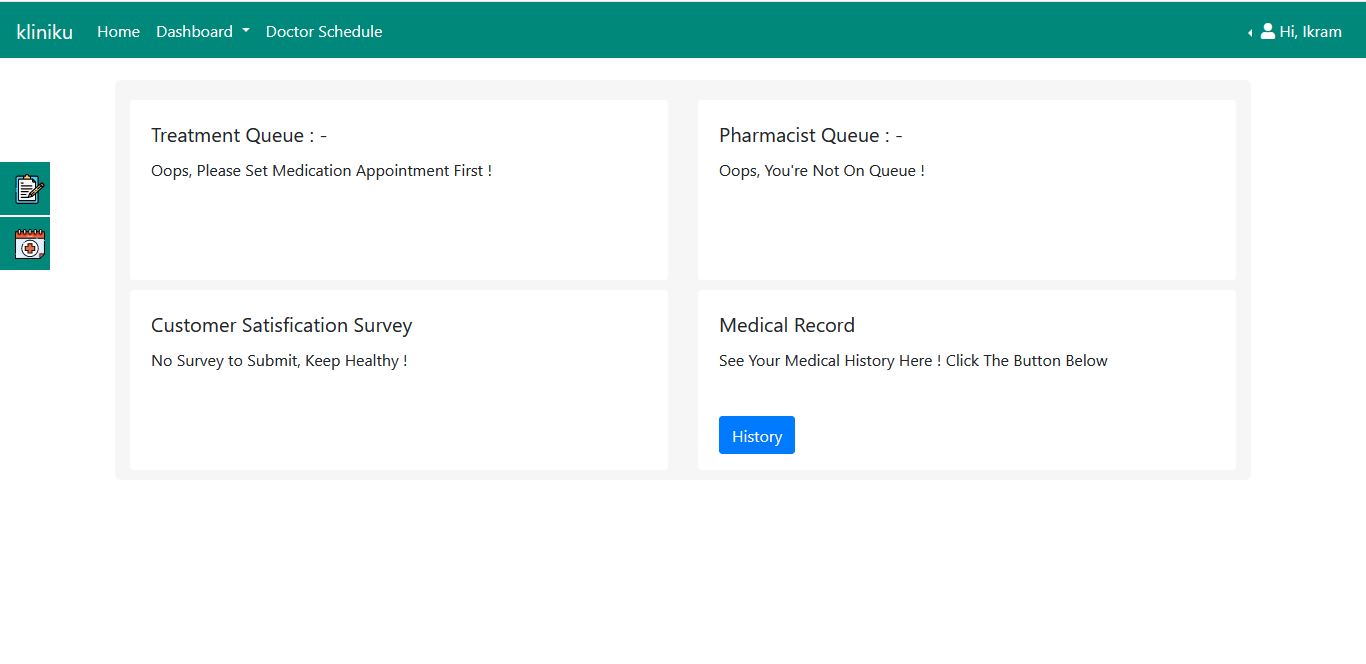 kliniku Home Dashboard Doctor Schedule Hi, Ikram
Treatment Queue : -
Oops, Please Set Medication Appointment First !
Pharmacist Queue : -
Oops, You're Not On Queue !
Customer Satisfication Survey
No Survey to Submit, Keep Healthy !
Medical Record
See Your Medical History Here ! Click The Button Below
History